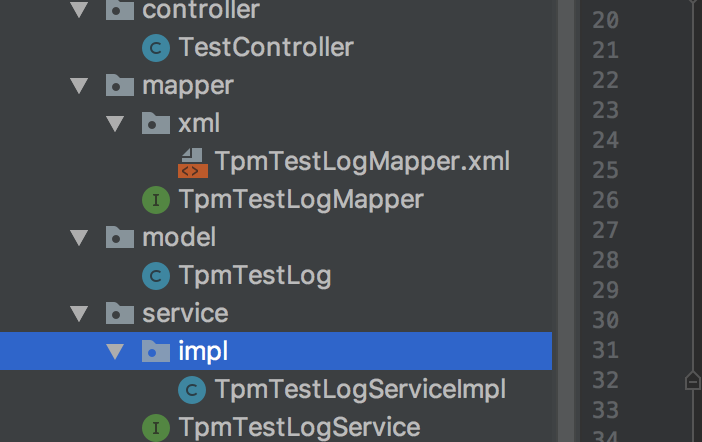 controller
TestController
mapper
xml
TpmTestLogMapper.xml
TpmTestLogMapper
model
TpmTestLog
service
impl
TpmTestLogServiceImpl
TpmTestLogService
20
21
22
23
24
25
26
27
28
29
30
31
32
33
34